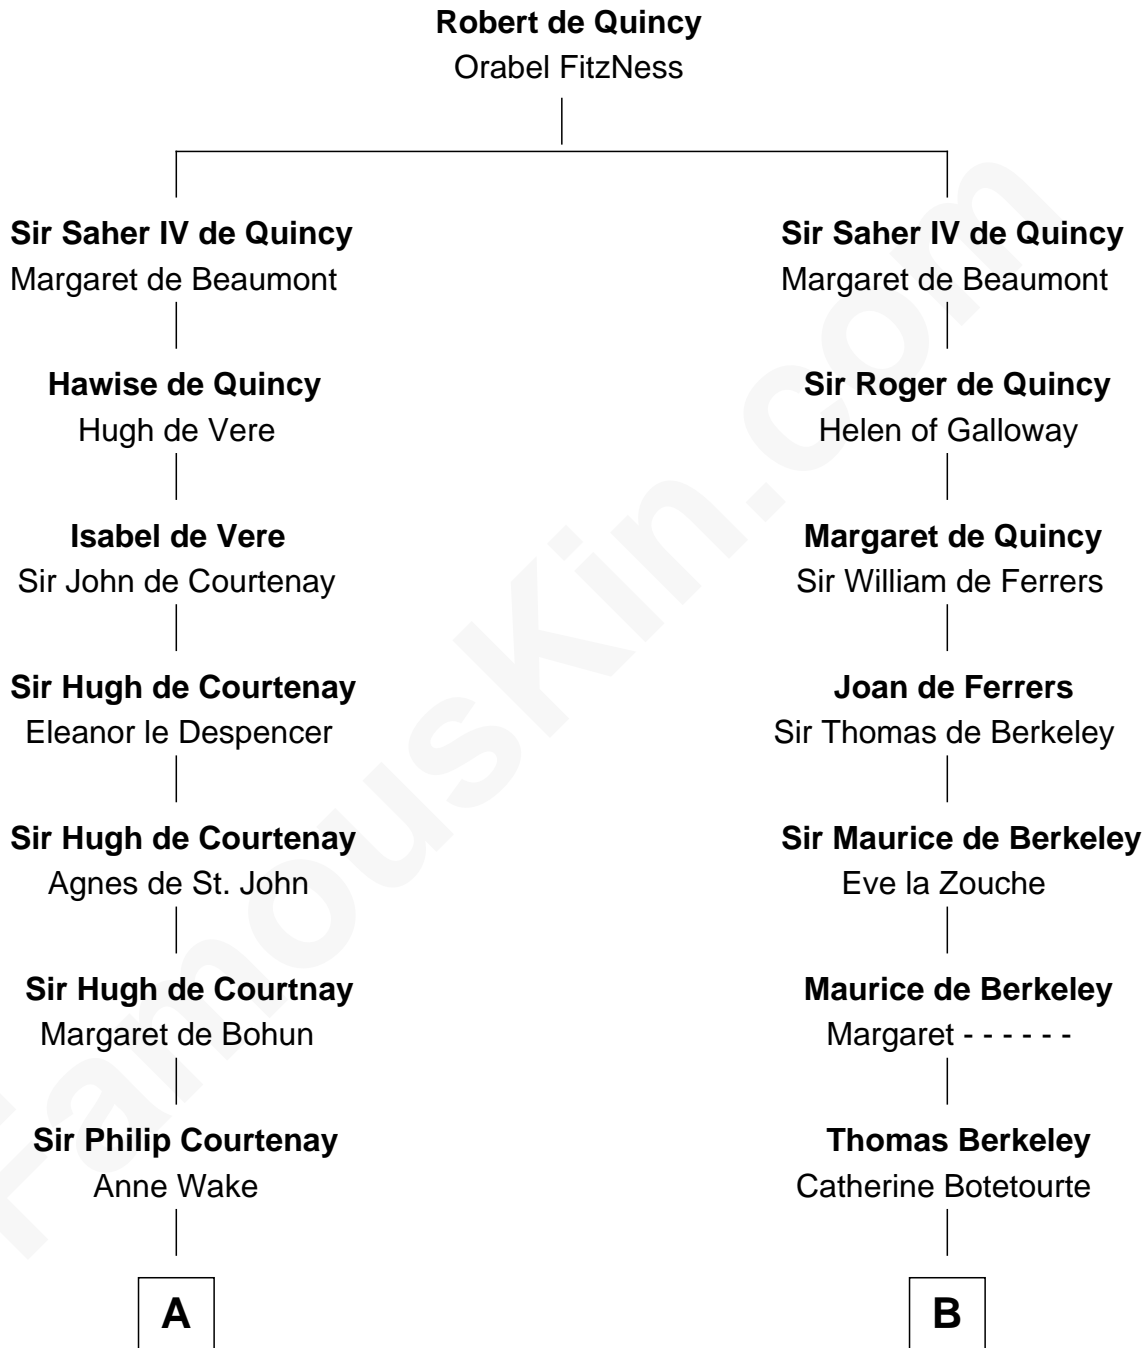 Robert de Quincy
Orabel FitzNess
Sir Saher IV de Quincy
Margaret de Beaumont
Sir Saher IV de Quincy
Margaret de Beaumont
Hawise de Quincy
Hugh de Vere
Sir Roger de Quincy
Helen of Galloway
Isabel de Vere
Sir John de Courtenay
Margaret de Quincy
Sir William de Ferrers
Sir Hugh de Courtenay
Eleanor le Despencer
Joan de Ferrers
Sir Thomas de Berkeley
Sir Hugh de Courtenay
Agnes de St. John
Sir Maurice de Berkeley
Eve la Zouche
Sir Hugh de Courtnay
Margaret de Bohun
Maurice de Berkeley
Margaret - - - - - -
Sir Philip Courtenay
Anne Wake
Thomas Berkeley
Catherine Botetourte
A
B
FamousKin.com